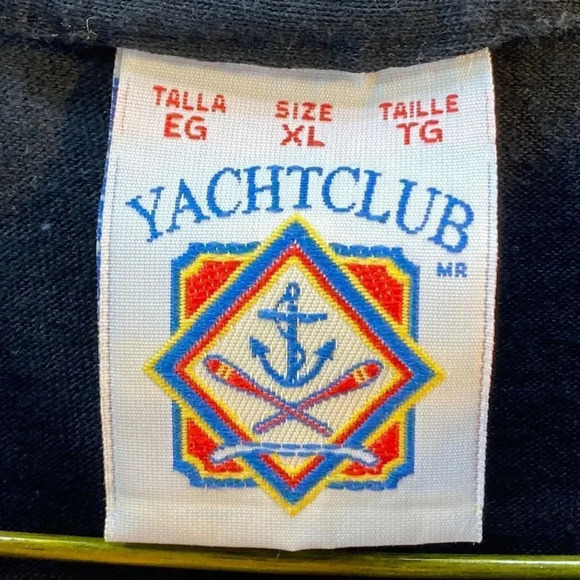 TALLA SIZE TAILLE
EG XL TG
YACHTCLUB
MR